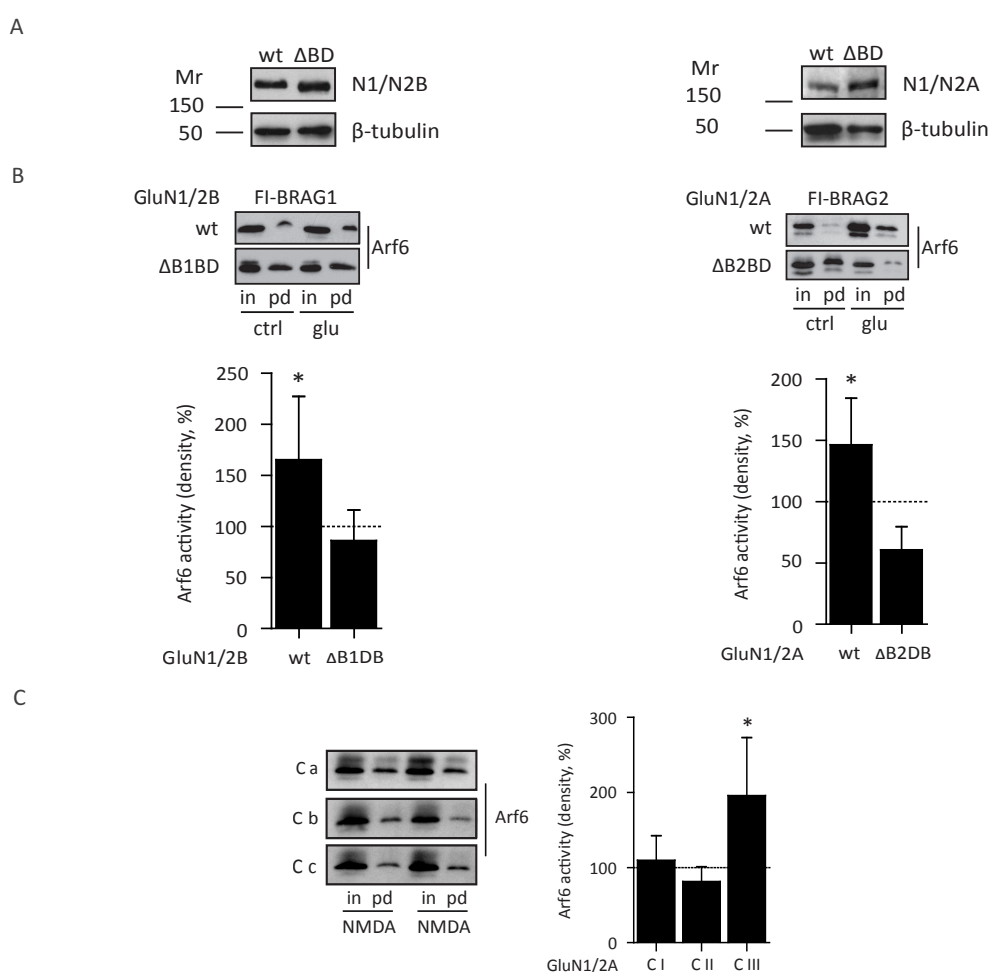 A
wt ΔBD
Mr
N1/N2B
150
50
β-tubulin
wt ΔBD
Mr
N1/N2A
150
50
β-tubulin
B
GluN1/2B FI-BRAG1
wt
Arf6
ΔB1BD
in pd in pd
ctrl glu
GluN1/2A FI-BRAG2
wt
Arf6
ΔB2BD
in pd in pd
ctrl glu
Arf6 activity (density, %)
250
200
150
100
50
0
*
GluN1/2B wt ΔB1DB
Arf6 activity (density, %)
200
150
100
50
0
*
GluN1/2A wt ΔB2DB
C
C a
C b
C c
Arf6
in pd in pd
NMDA NMDA
Arf6 activity (density, %)
300
200
100
0
*
GluN1/2A C I C II C III